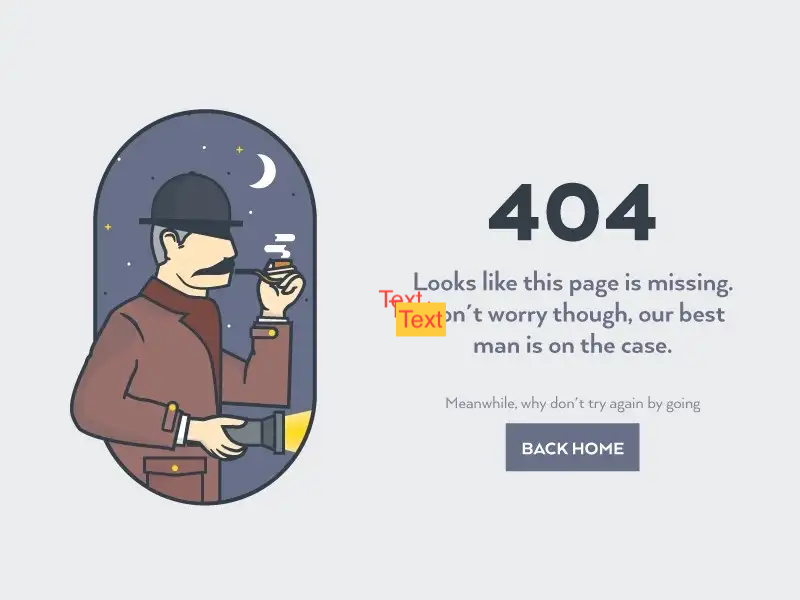 404
Looks like this page is missing.
Text
on't worry though, our best
Text
man is on the case.
Meanwhile, why don't try again by going
BACK HOME